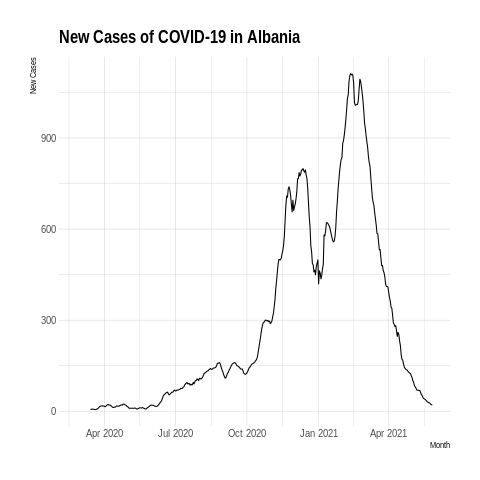 New Cases of COVID-19 in Albania
New Cases
900
600
300
0
Apr 2020 Jul 2020 Oct 2020 Jan 2021 Apr 2021
Month